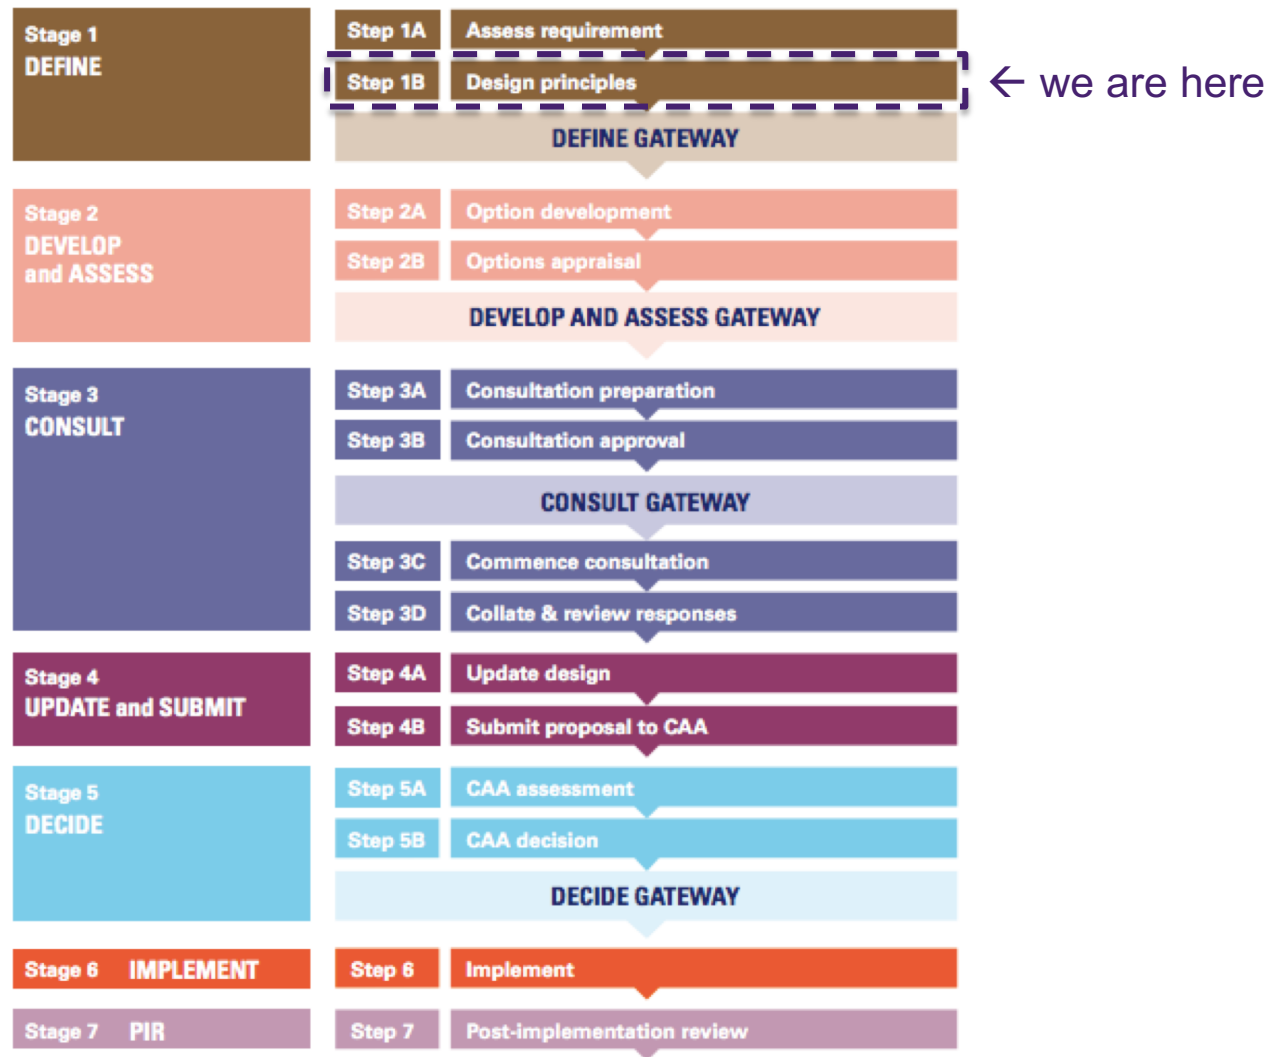 Stage 1
DEFINE
Step 1A Assess requirement
Step 1B Design principles
← we are here
DEFINE GATEWAY
Stage 2
DEVELOP
and ASSESS
Step 2A Option development
Step 2B Options appraisal
DEVELOP AND ASSESS GATEWAY
Stage 3
CONSULT
Step 3A Consultation preparation
Step 3B Consultation approval
CONSULT GATEWAY
Step 3C Commence consultation
Step 3D Collate & review responses
Stage 4
UPDATE and SUBMIT
Step 4A Update design
Step 4B Submit proposal to CAA
Stage 5
DECIDE
Step 5A CAA assessment
Step 5B CAA decision
DECIDE GATEWAY
Stage 6 IMPLEMENT
Step 6 Implement
Stage 7 PIR
Step 7 Post-implementation review